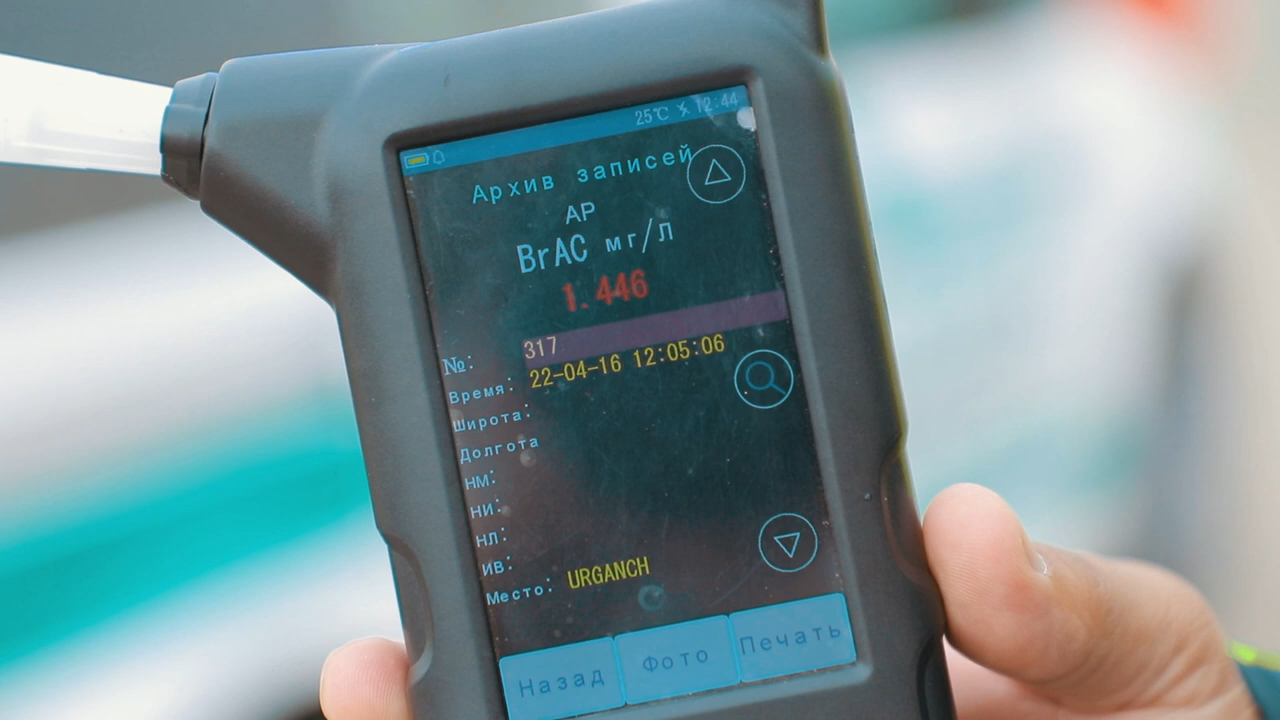 25℃ 12:44
Архив записей
АР
BrAC мг/л
1.446
№: 317
Время: 22-04-16 12:05:06
Широта:
Долгота
НМ:
НИ:
НЛ:
ИВ:
Место: URGANCH
Назад Фото Печать